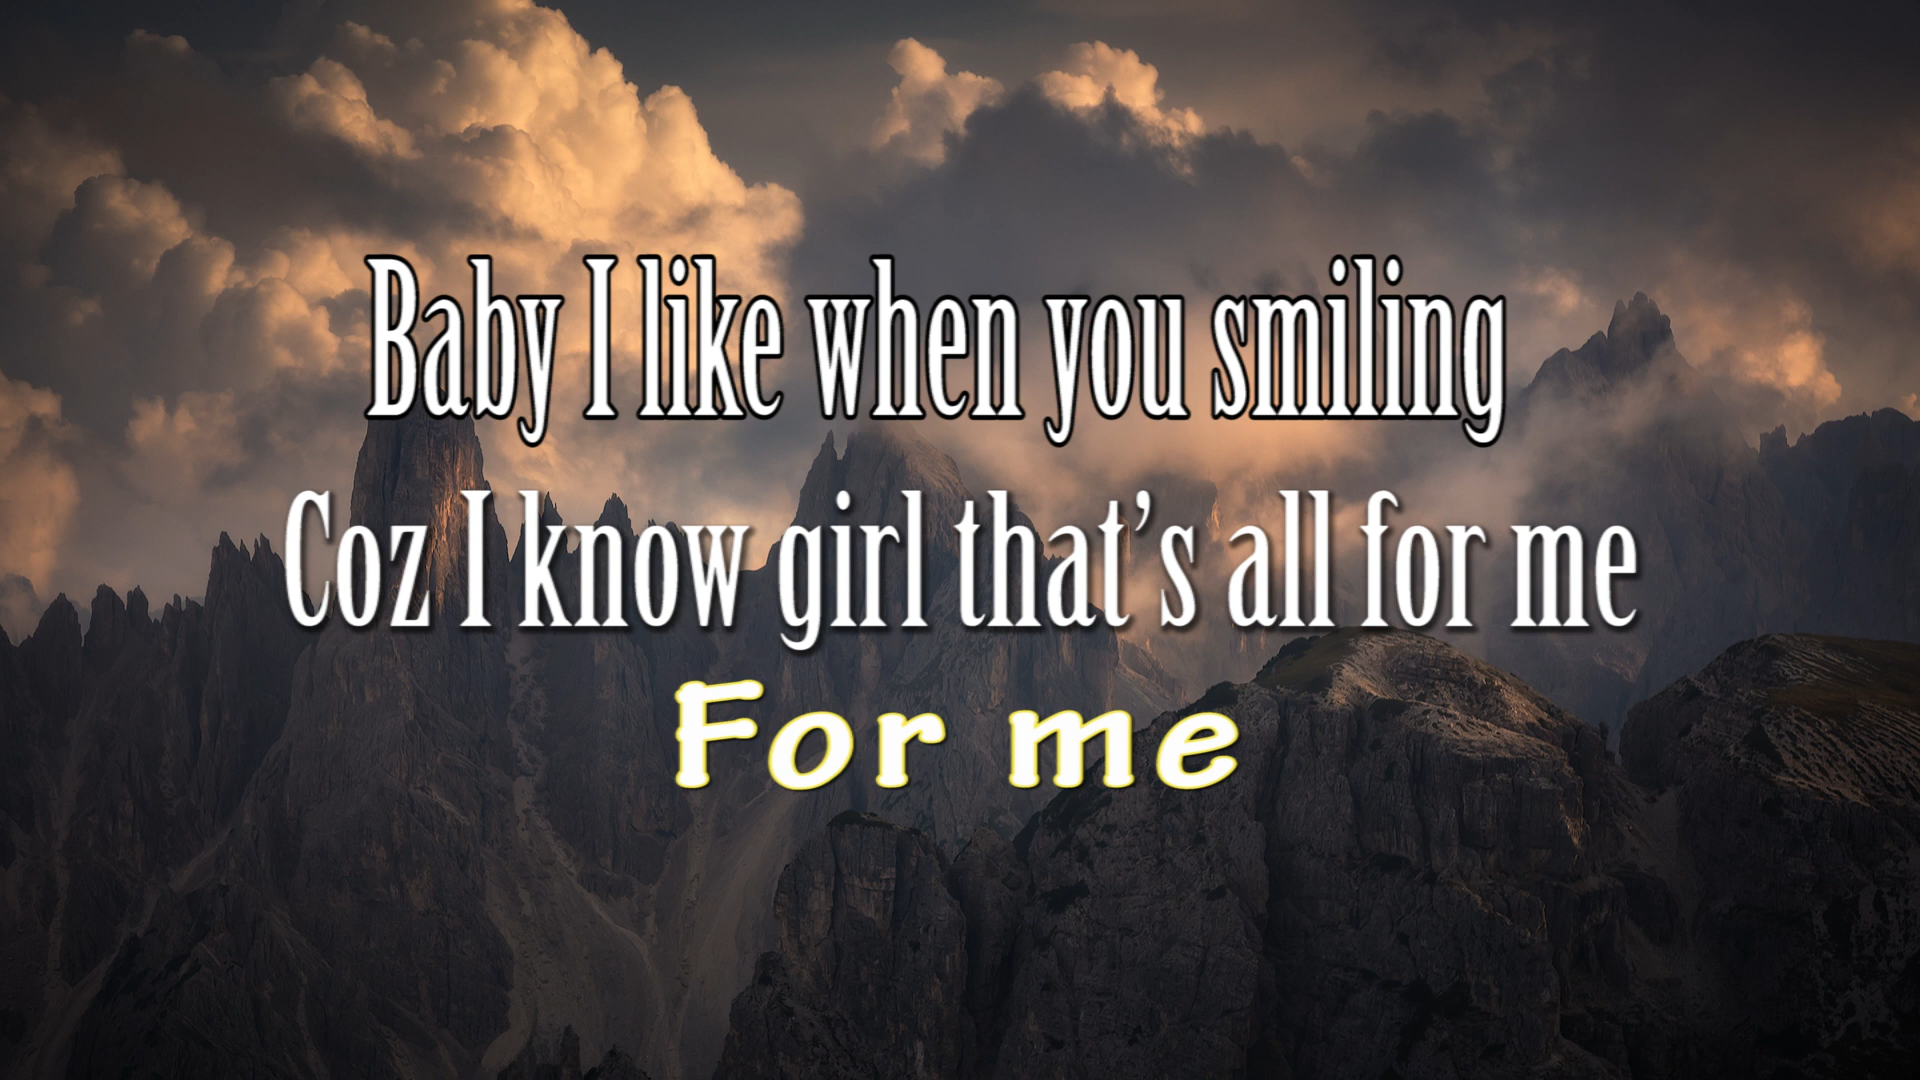 Baby I like when you smiling
Coz I know girl that's all for me
For me